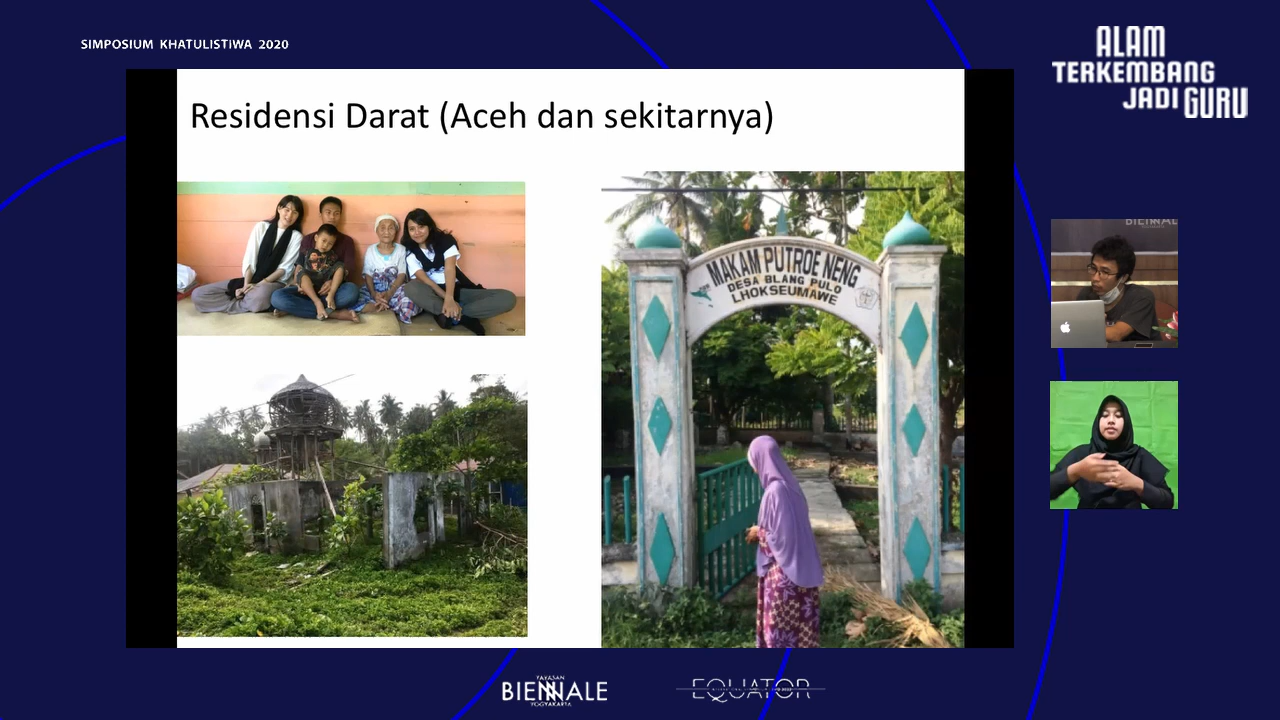 SIMPOSIUM KHATULISTIWA 2020
ALAM
TERKEMBANG
JADI GURU
Residensi Darat (Aceh dan sekitarnya)
MAKAM PUTROE NENG
DESA BLANG PULO
LHOKSEUMAWE
BIENNALE
YAYASAN
BIENNALE
YOGYAKARTA
EQUATOR